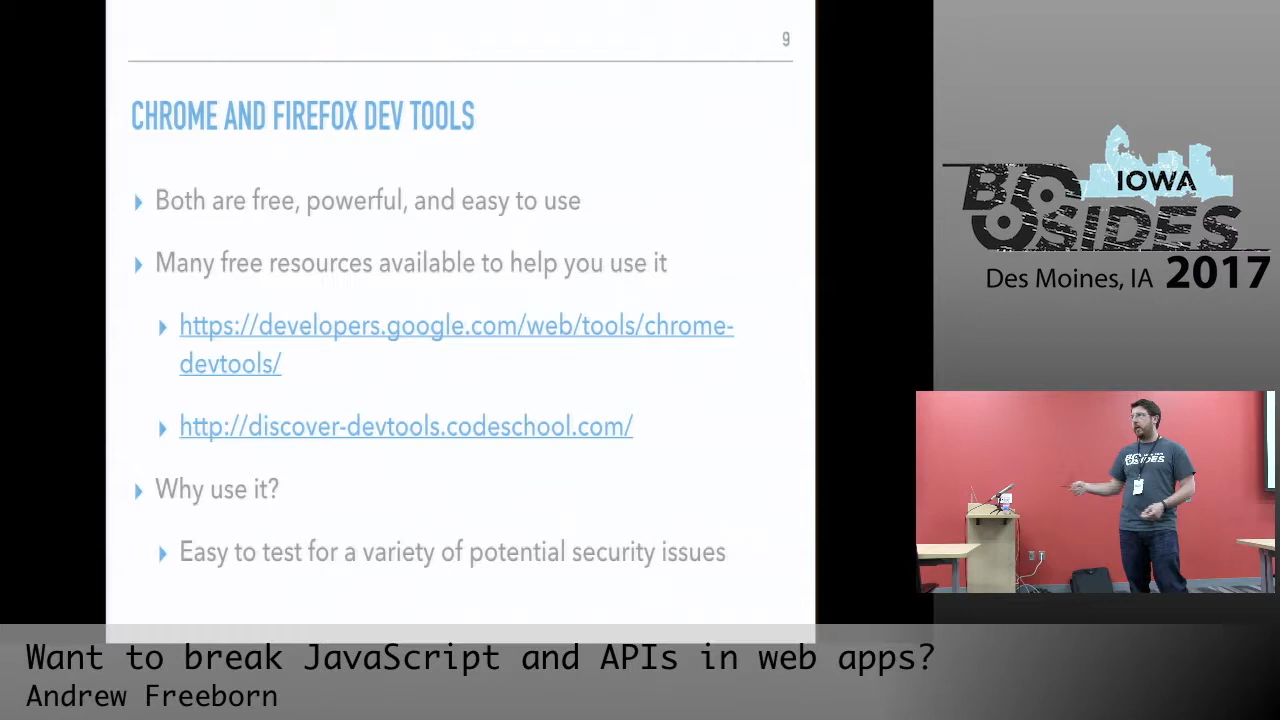 9
CHROME AND FIREFOX DEV TOOLS
Both are free, powerful, and easy to use
Many free resources available to help you use it
https://developers.google.com/web/tools/chrome-
devtools/
http://discover-devtools.codeschool.com/
Why use it?
Easy to test for a variety of potential security issues
IOWA
BSIDES
Des Moines, IA 2017
BSIDES
Want to break JavaScript and APIs in web apps?
Andrew Freeborn